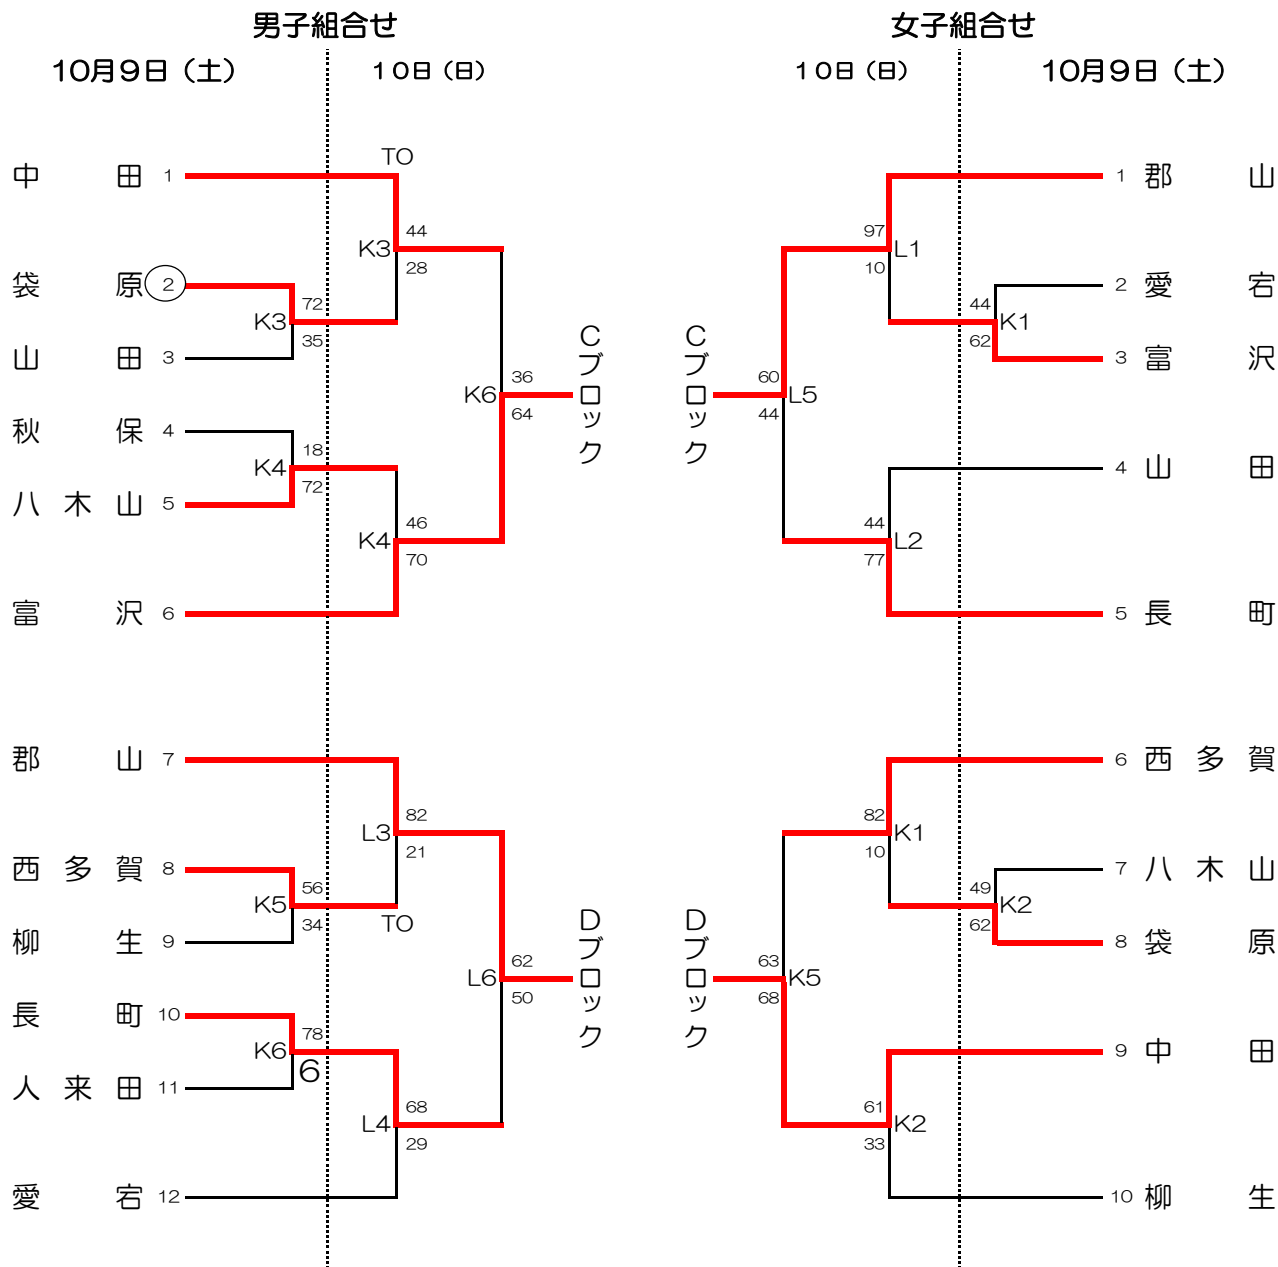 男子組合せ
10月9日（土）
10日（日）
TO
中田 1
44
K3
28
袋原 2
72
K3
35
山田 3
36
K6
64
Cブロック
秋保 4
18
K4
72
八木山 5
46
K4
70
富沢 6
郡山 7
82
L3
21
西多賀 8
56
K5
34
TO
柳生 9
62
L6
50
Dブロック
長町 10
78
K6
6
人来田 11
68
L4
29
愛宕 12
女子組合せ
10日（日）
10月9日（土）
1 郡山
97
L1
10
2 愛宕
44
K1
62
3 富沢
60
L5
44
Cブロック
4 山田
44
L2
77
5 長町
6 西多賀
82
K1
10
7 八木山
49
K2
62
8 袋原
63
K5
68
Dブロック
9 中田
61
K2
33
10 柳生